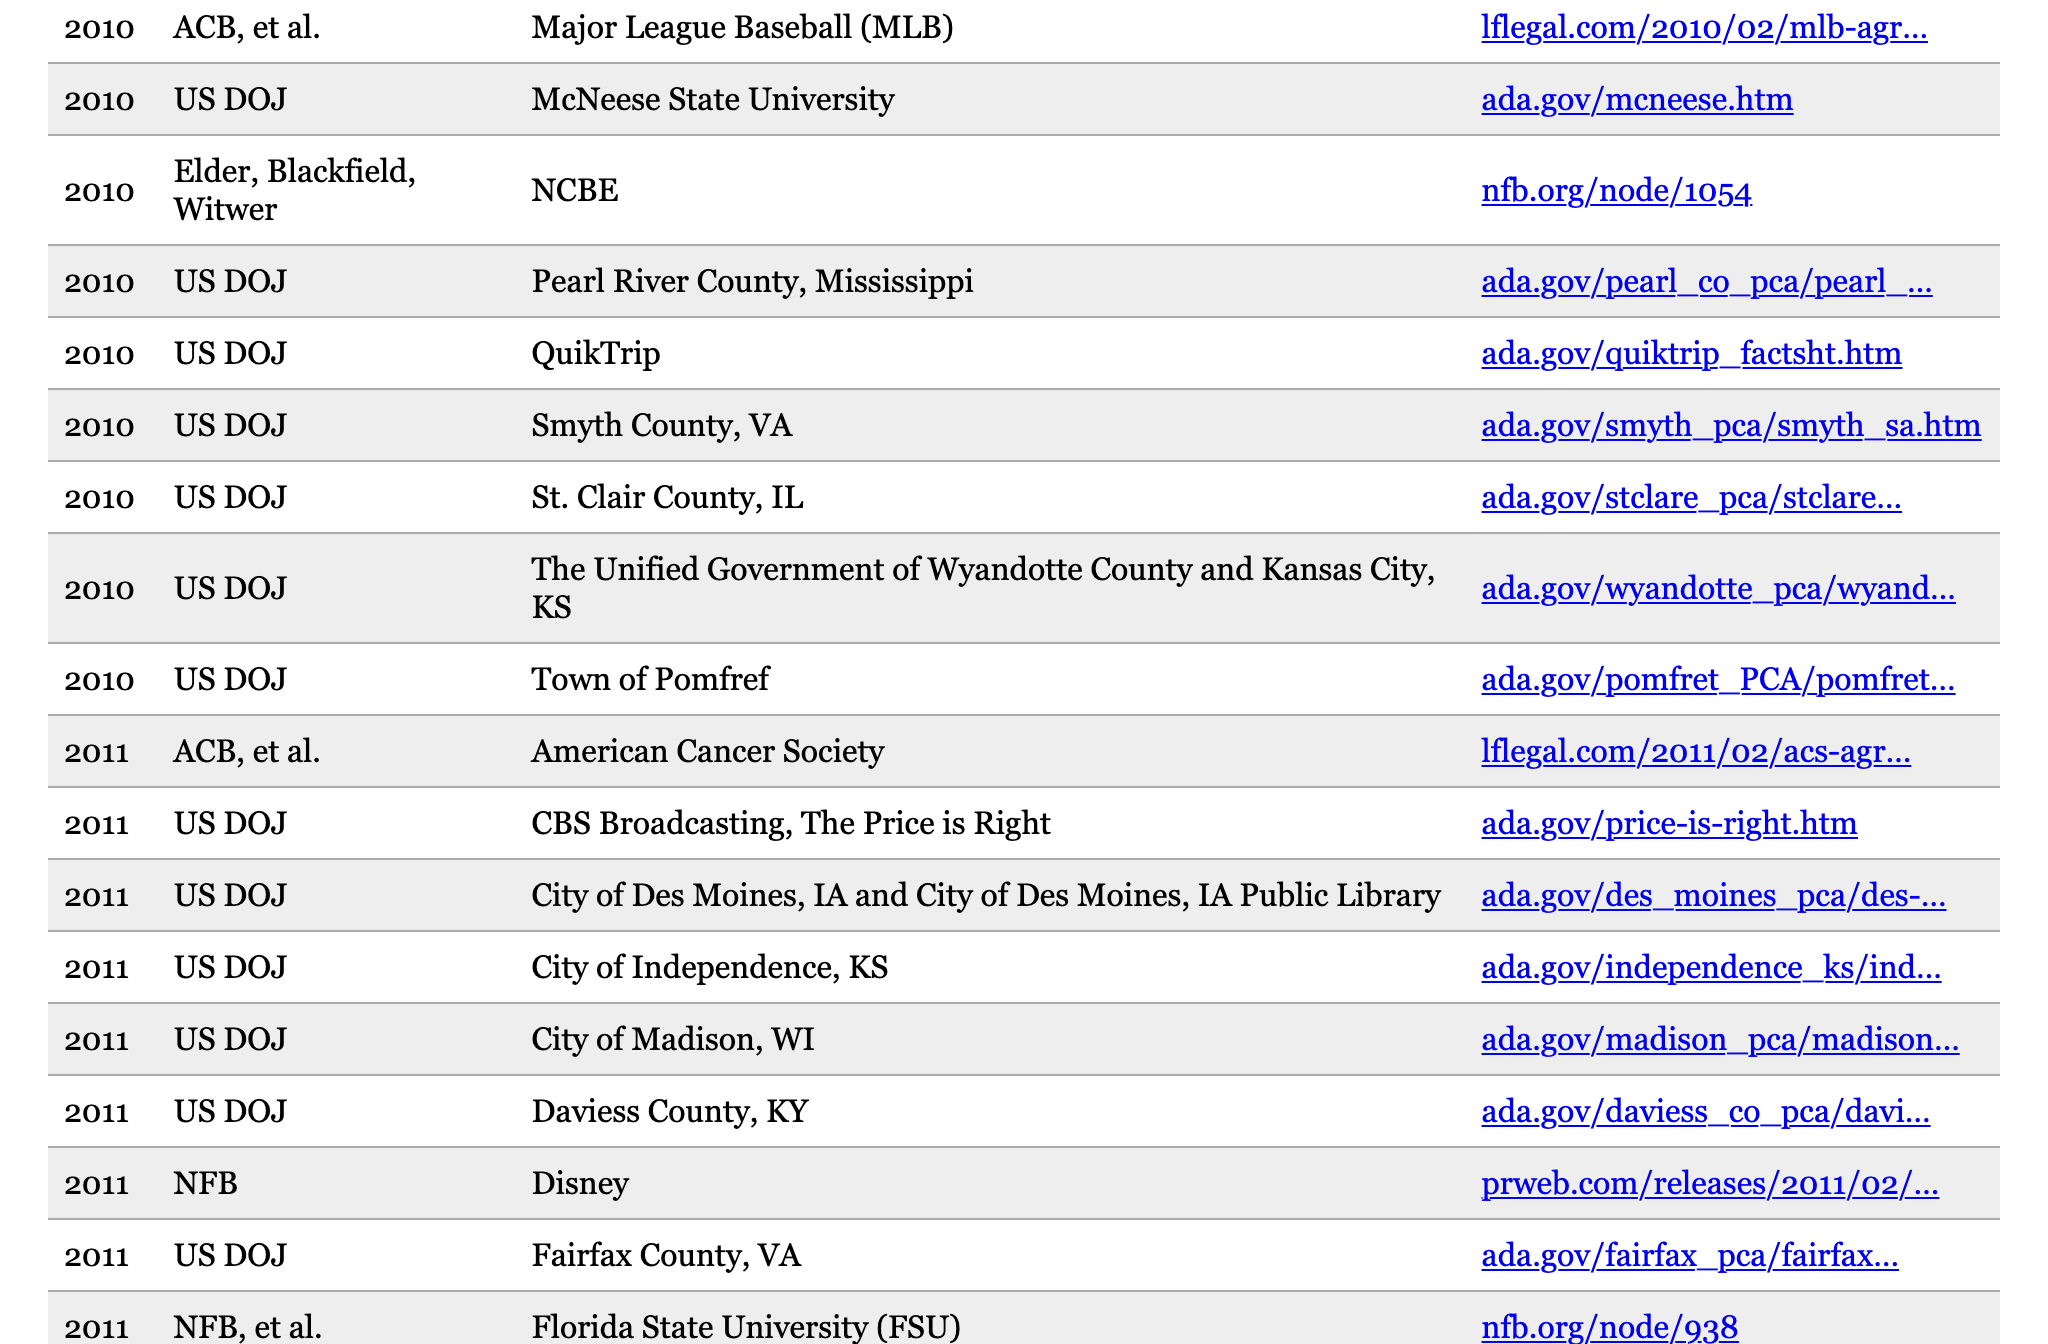 2010 ACB, et al. Major League Baseball (MLB) lflegal.com/2010/02/mlb-agr...
2010 US DOJ McNeese State University ada.gov/mcneese.htm
2010 Elder, Blackfield, Witwer NCBE nfb.org/node/1054
2010 US DOJ Pearl River County, Mississippi ada.gov/pearl_co_pca/pearl_...
2010 US DOJ QuikTrip ada.gov/quiktrip_factsht.htm
2010 US DOJ Smyth County, VA ada.gov/smyth_pca/smyth_sa.htm
2010 US DOJ St. Clair County, IL ada.gov/stclare_pca/stclare...
2010 US DOJ The Unified Government of Wyandotte County and Kansas City, KS ada.gov/wyandotte_pca/wyand...
2010 US DOJ Town of Pomfref ada.gov/pomfret_PCA/pomfret...
2011 ACB, et al. American Cancer Society lflegal.com/2011/02/acs-agr...
2011 US DOJ CBS Broadcasting, The Price is Right ada.gov/price-is-right.htm
2011 US DOJ City of Des Moines, IA and City of Des Moines, IA Public Library ada.gov/des_moines_pca/des-...
2011 US DOJ City of Independence, KS ada.gov/independence_ks/ind...
2011 US DOJ City of Madison, WI ada.gov/madison_pca/madison...
2011 US DOJ Daviess County, KY ada.gov/daviess_co_pca/davi...
2011 NFB Disney prweb.com/releases/2011/02/...
2011 US DOJ Fairfax County, VA ada.gov/fairfax_pca/fairfax...
2011 NFB, et al. Florida State University (FSU) nfb.org/node/938